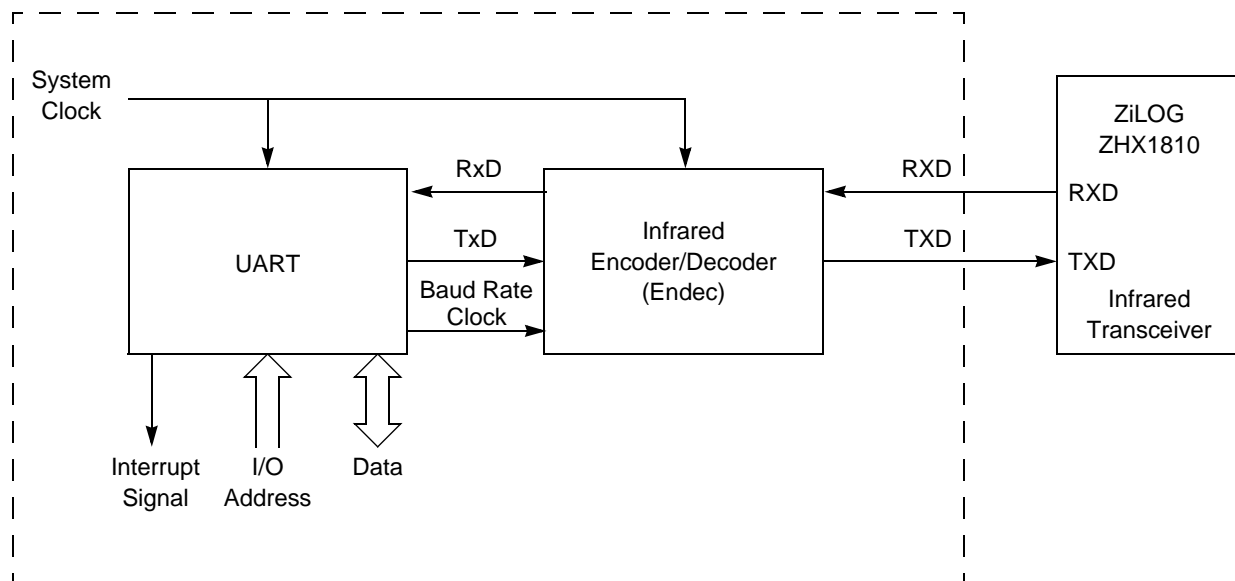 System
Clock
ZiLOG
ZHX1810
RxD
RXD
RXD
TxD
TXD
TXD
UART
Infrared
Encoder/Decoder
(Endec)
Baud Rate
Clock
Infrared
Transceiver
Interrupt
Signal
I/O
Address
Data